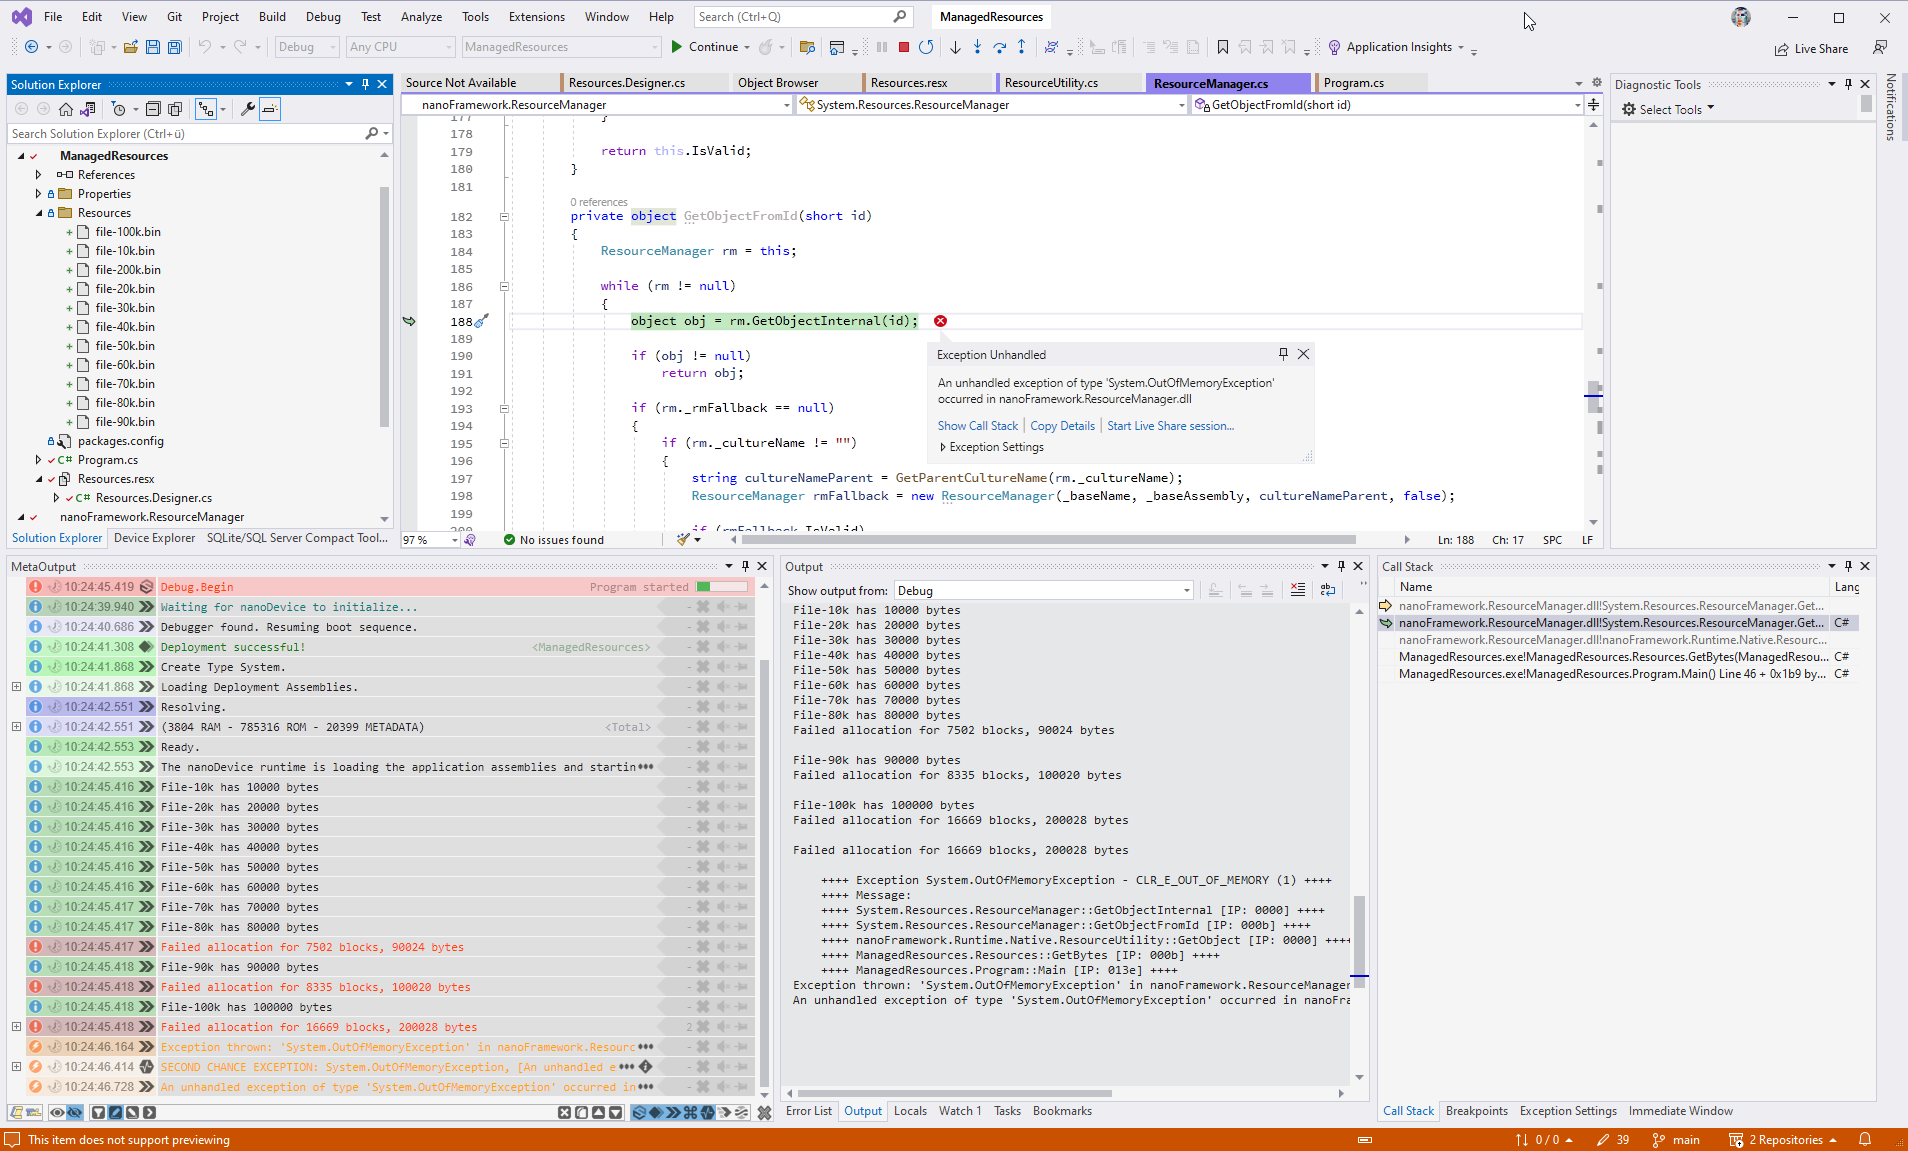 File Edit View Git Project Build Debug Test Analyze Tools Extensions Window Help Search (Ctrl+Q) ManagedResources
Debug Any CPU ManagedResources Continue Application Insights Live Share
Solution Explorer
Search Solution Explorer (Ctrl+ü)
ManagedResources
References
Properties
Resources
file-100k.bin
file-10k.bin
file-200k.bin
file-20k.bin
file-30k.bin
file-40k.bin
file-50k.bin
file-60k.bin
file-70k.bin
file-80k.bin
file-90k.bin
packages.config
C# Program.cs
Resources.resx
C# Resources.Designer.cs
nanoFramework.ResourceManager
Solution Explorer Device Explorer SQLite/SQL Server Compact Tool...
Source Not Available Resources.Designer.cs Object Browser Resources.resx ResourceUtility.cs ResourceManager.cs Program.cs
nanoFramework.ResourceManager System.Resources.ResourceManager GetObjectFromId(short id)
177 }
178
179 return this.IsValid;
180 }
181
0 references
182 private object GetObjectFromId(short id)
183 {
184 ResourceManager rm = this;
185
186 while (rm != null)
187 {
188 object obj = rm.GetObjectInternal(id);
189
190 if (obj != null)
191 return obj;
192
193 if (rm._rmFallback == null)
194 {
195 if (rm._cultureName != "")
196 {
197 string cultureNameParent = GetParentCultureName(rm._cultureName);
198 ResourceManager rmFallback = new ResourceManager(_baseName, _baseAssembly, cultureNameParent, false);
199
200 if (rmFallback.IsValid)
Exception Unhandled
An unhandled exception of type 'System.OutOfMemoryException'
occurred in nanoFramework.ResourceManager.dll
Show Call Stack | Copy Details | Start Live Share session...
Exception Settings
97 % No issues found Ln: 188 Ch: 17 SPC LF
Diagnostic Tools
Select Tools
Notifications
MetaOutput
10:24:45.419 Debug.Begin Program started
10:24:39.940 Waiting for nanoDevice to initialize... -
10:24:40.686 Debugger found. Resuming boot sequence. -
10:24:41.308 Deployment successful! <ManagedResources> -
10:24:41.868 Create Type System. -
10:24:41.868 Loading Deployment Assemblies. -
10:24:42.551 Resolving. -
10:24:42.551 (3804 RAM - 785316 ROM - 20399 METADATA) <Total> -
10:24:42.553 Ready. -
10:24:42.553 The nanoDevice runtime is loading the application assemblies and startin••• -
10:24:45.416 File-10k has 10000 bytes -
10:24:45.416 File-20k has 20000 bytes -
10:24:45.416 File-30k has 30000 bytes -
10:24:45.416 File-40k has 40000 bytes -
10:24:45.416 File-50k has 50000 bytes -
10:24:45.416 File-60k has 60000 bytes -
10:24:45.417 File-70k has 70000 bytes -
10:24:45.417 File-80k has 80000 bytes -
10:24:45.417 Failed allocation for 7502 blocks, 90024 bytes -
10:24:45.418 File-90k has 90000 bytes -
10:24:45.418 Failed allocation for 8335 blocks, 100020 bytes -
10:24:45.418 File-100k has 100000 bytes -
10:24:45.418 Failed allocation for 16669 blocks, 200028 bytes 2
10:24:46.164 Exception thrown: 'System.OutOfMemoryException' in nanoFramework.Resourc••• -
10:24:46.414 SECOND CHANCE EXCEPTION: System.OutOfMemoryException, [An unhandled e••• -
10:24:46.728 An unhandled exception of type 'System.OutOfMemoryException' occurred in••• -
Output
Show output from: Debug
File-10k has 10000 bytes
File-20k has 20000 bytes
File-30k has 30000 bytes
File-40k has 40000 bytes
File-50k has 50000 bytes
File-60k has 60000 bytes
File-70k has 70000 bytes
File-80k has 80000 bytes
Failed allocation for 7502 blocks, 90024 bytes
File-90k has 90000 bytes
Failed allocation for 8335 blocks, 100020 bytes
File-100k has 100000 bytes
Failed allocation for 16669 blocks, 200028 bytes
Failed allocation for 16669 blocks, 200028 bytes
++++ Exception System.OutOfMemoryException - CLR_E_OUT_OF_MEMORY (1) ++++
++++ Message:
++++ System.Resources.ResourceManager::GetObjectInternal [IP: 0000] ++++
++++ System.Resources.ResourceManager::GetObjectFromId [IP: 000b] ++++
++++ nanoFramework.Runtime.Native.ResourceUtility::GetObject [IP: 0000] ++++
++++ ManagedResources.Resources::GetBytes [IP: 000b] ++++
++++ ManagedResources.Program::Main [IP: 013e] ++++
Exception thrown: 'System.OutOfMemoryException' in nanoFramework.ResourceManager
An unhandled exception of type 'System.OutOfMemoryException' occurred in nanoFra
Error List Output Locals Watch 1 Tasks Bookmarks
Call Stack
Name Lang
nanoFramework.ResourceManager.dll!System.Resources.ResourceManager.Get...
nanoFramework.ResourceManager.dll!System.Resources.ResourceManager.Get... C#
nanoFramework.ResourceManager.dll!nanoFramework.Runtime.Native.Resourc...
ManagedResources.exe!ManagedResources.Resources.GetBytes(ManagedResou... C#
ManagedResources.exe!ManagedResources.Program.Main() Line 46 + 0x1b9 by... C#
Call Stack Breakpoints Exception Settings Immediate Window
This item does not support previewing 0 / 0 39 main 2 Repositories